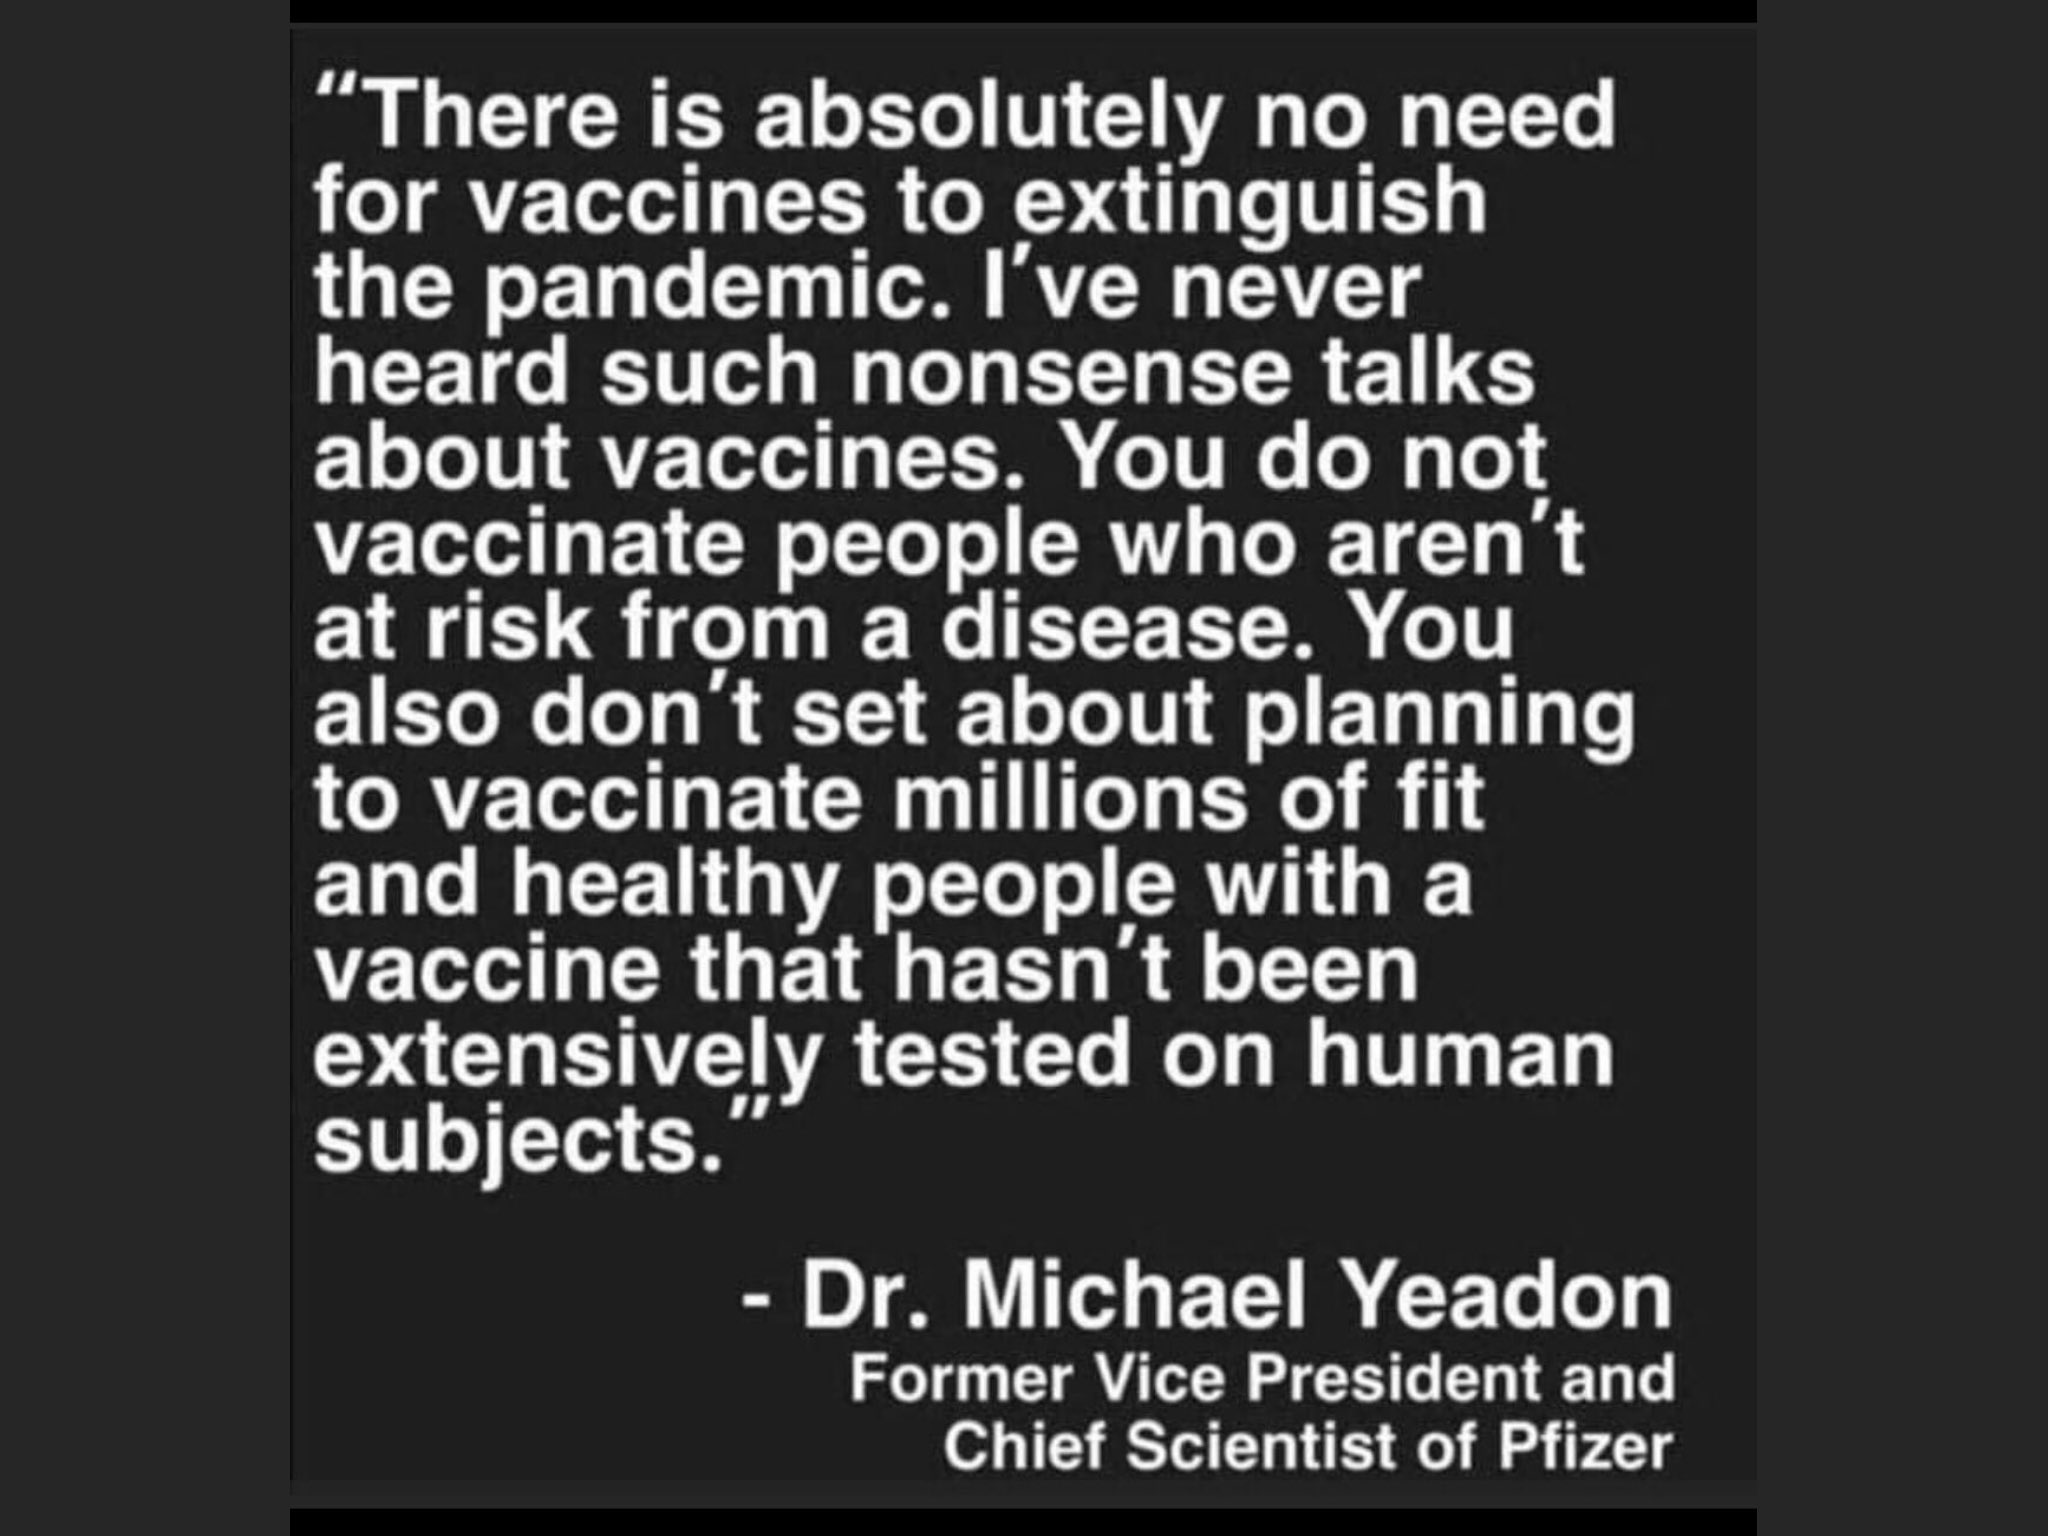 “There is absolutely no need
for vaccines to extinguish
the pandemic. I’ve never
heard such nonsense talks
about vaccines. You do not
vaccinate people who aren’t
at risk from a disease. You
also don’t set about planning
to vaccinate millions of fit
and healthy people with a
vaccine that hasn’t been
extensively tested on human
subjects.”
- Dr. Michael Yeadon
Former Vice President and
Chief Scientist of Pfizer